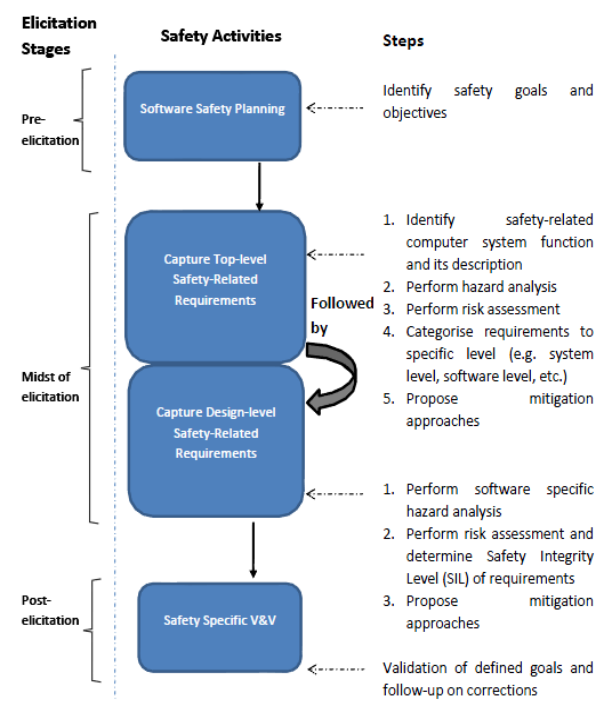 Elicitation
Stages
Safety Activities
Steps
Pre-
elicitation
Software Safety Planning
Identify safety goals and
objectives
Midst of
elicitation
Capture Top-level
Safety-Related
Requirements
1. Identify safety-related
computer system function
and its description
2. Perform hazard analysis
3. Perform risk assessment
4. Categorise requirements to
specific level (e.g. system
level, software level, etc.)
5. Propose mitigation
approaches
Followed
by
Capture Design-level
Safety-Related
Requirements
1. Perform software specific
hazard analysis
2. Perform risk assessment and
determine Safety Integrity
Level (SIL) of requirements
3. Propose mitigation
approaches
Post-
elicitation
Safety Specific V&V
Validation of defined goals and
follow-up on corrections